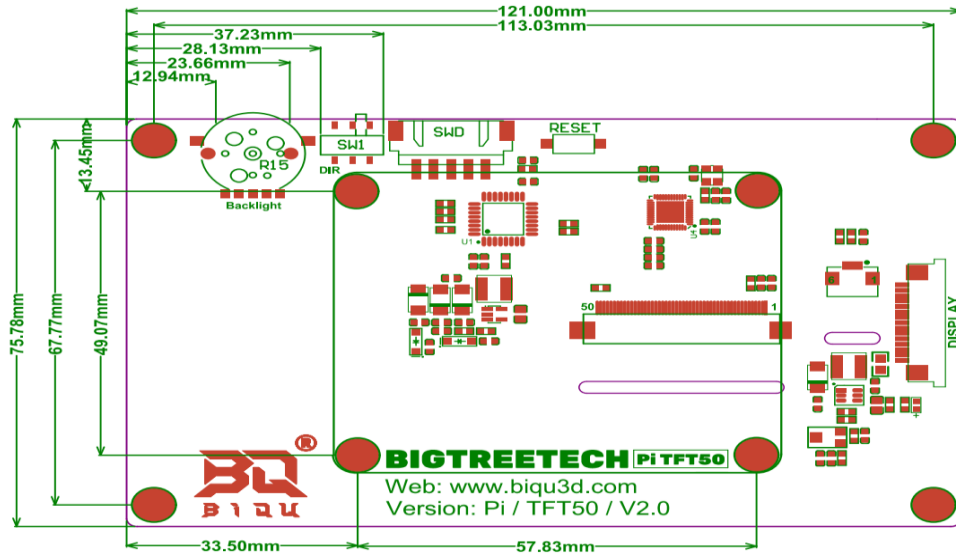 121.00mm
113.03mm
37.23mm
28.13mm
23.66mm
12.94mm
13.45mm
75.78mm
67.77mm
49.07mm
R15
Backlight
SW1
DIR
SWD
RESET
U1
50
1
6
1
DISPLAY
BIQU
®
BIGTREETECH Pi TFT50
Web: www.biqu3d.com
Version: Pi / TFT50 / V2.0
33.50mm
57.83mm